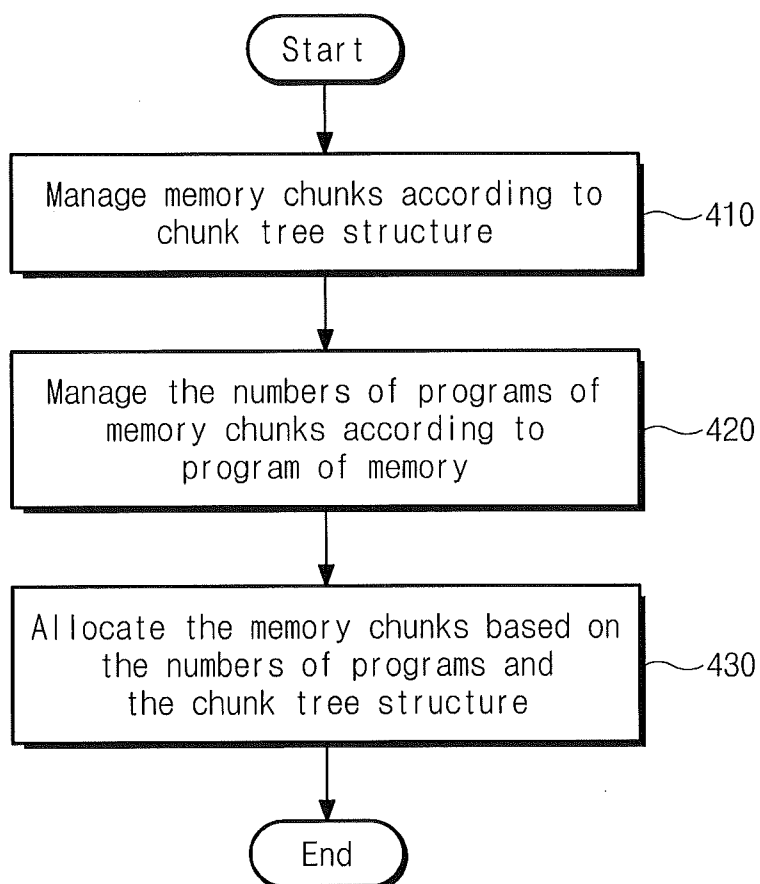 Start
Manage memory chunks according to
chunk tree structure
410
Manage the numbers of programs of
memory chunks according to
program of memory
420
Allocate the memory chunks based on
the numbers of programs and
the chunk tree structure
430
End